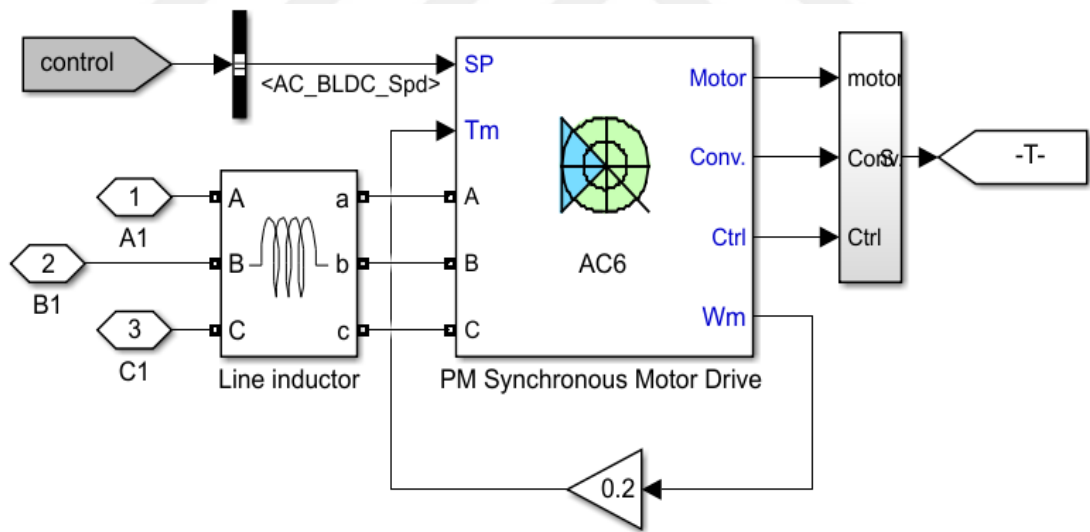 control
<AC_BLDC_Spd>
SP
Tm
A
B
C
Motor
Conv.
Ctrl
Wm
AC6
PM Synchronous Motor Drive
motor
Conv.
S
Ctrl
-T-
1
A1
2
B1
3
C1
A
B
C
a
b
c
Line inductor
0.2